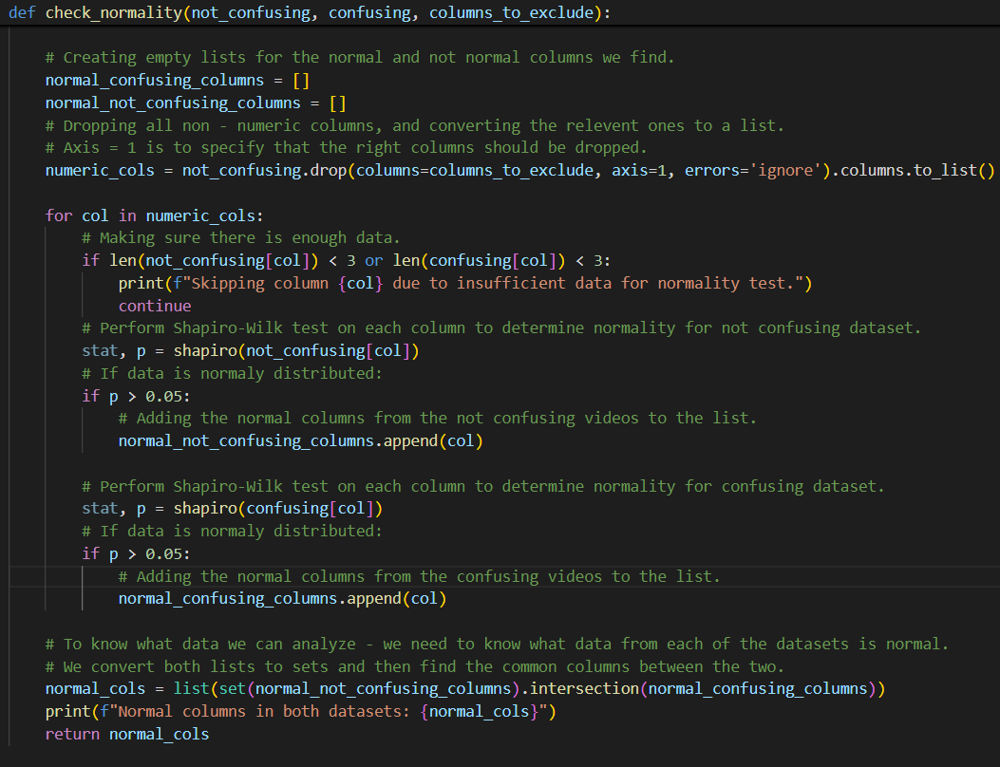 def check_normality(not_confusing, confusing, columns_to_exclude):
    # Creating empty lists for the normal and not normal columns we find.
    normal_confusing_columns = []
    normal_not_confusing_columns = []
    # Dropping all non - numeric columns, and converting the relevent ones to a list.
    # Axis = 1 is to specify that the right columns should be dropped.
    numeric_cols = not_confusing.drop(columns=columns_to_exclude, axis=1, errors='ignore').columns.to_list()
    for col in numeric_cols:
        # Making sure there is enough data.
        if len(not_confusing[col]) < 3 or len(confusing[col]) < 3:
            print(f"Skipping column {col} due to insufficient data for normality test.")
            continue
        # Perform Shapiro-Wilk test on each column to determine normality for not confusing dataset.
        stat, p = shapiro(not_confusing[col])
        # If data is normaly distributed:
        if p > 0.05:
            # Adding the normal columns from the not confusing videos to the list.
            normal_not_confusing_columns.append(col)
        # Perform Shapiro-Wilk test on each column to determine normality for confusing dataset.
        stat, p = shapiro(confusing[col])
        # If data is normaly distributed:
        if p > 0.05:
            # Adding the normal columns from the confusing videos to the list.
            normal_confusing_columns.append(col)
    # To know what data we can analyze - we need to know what data from each of the datasets is normal.
    # We convert both lists to sets and then find the common columns between the two.
    normal_cols = list(set(normal_not_confusing_columns).intersection(normal_confusing_columns))
    print(f"Normal columns in both datasets: {normal_cols}")
    return normal_cols